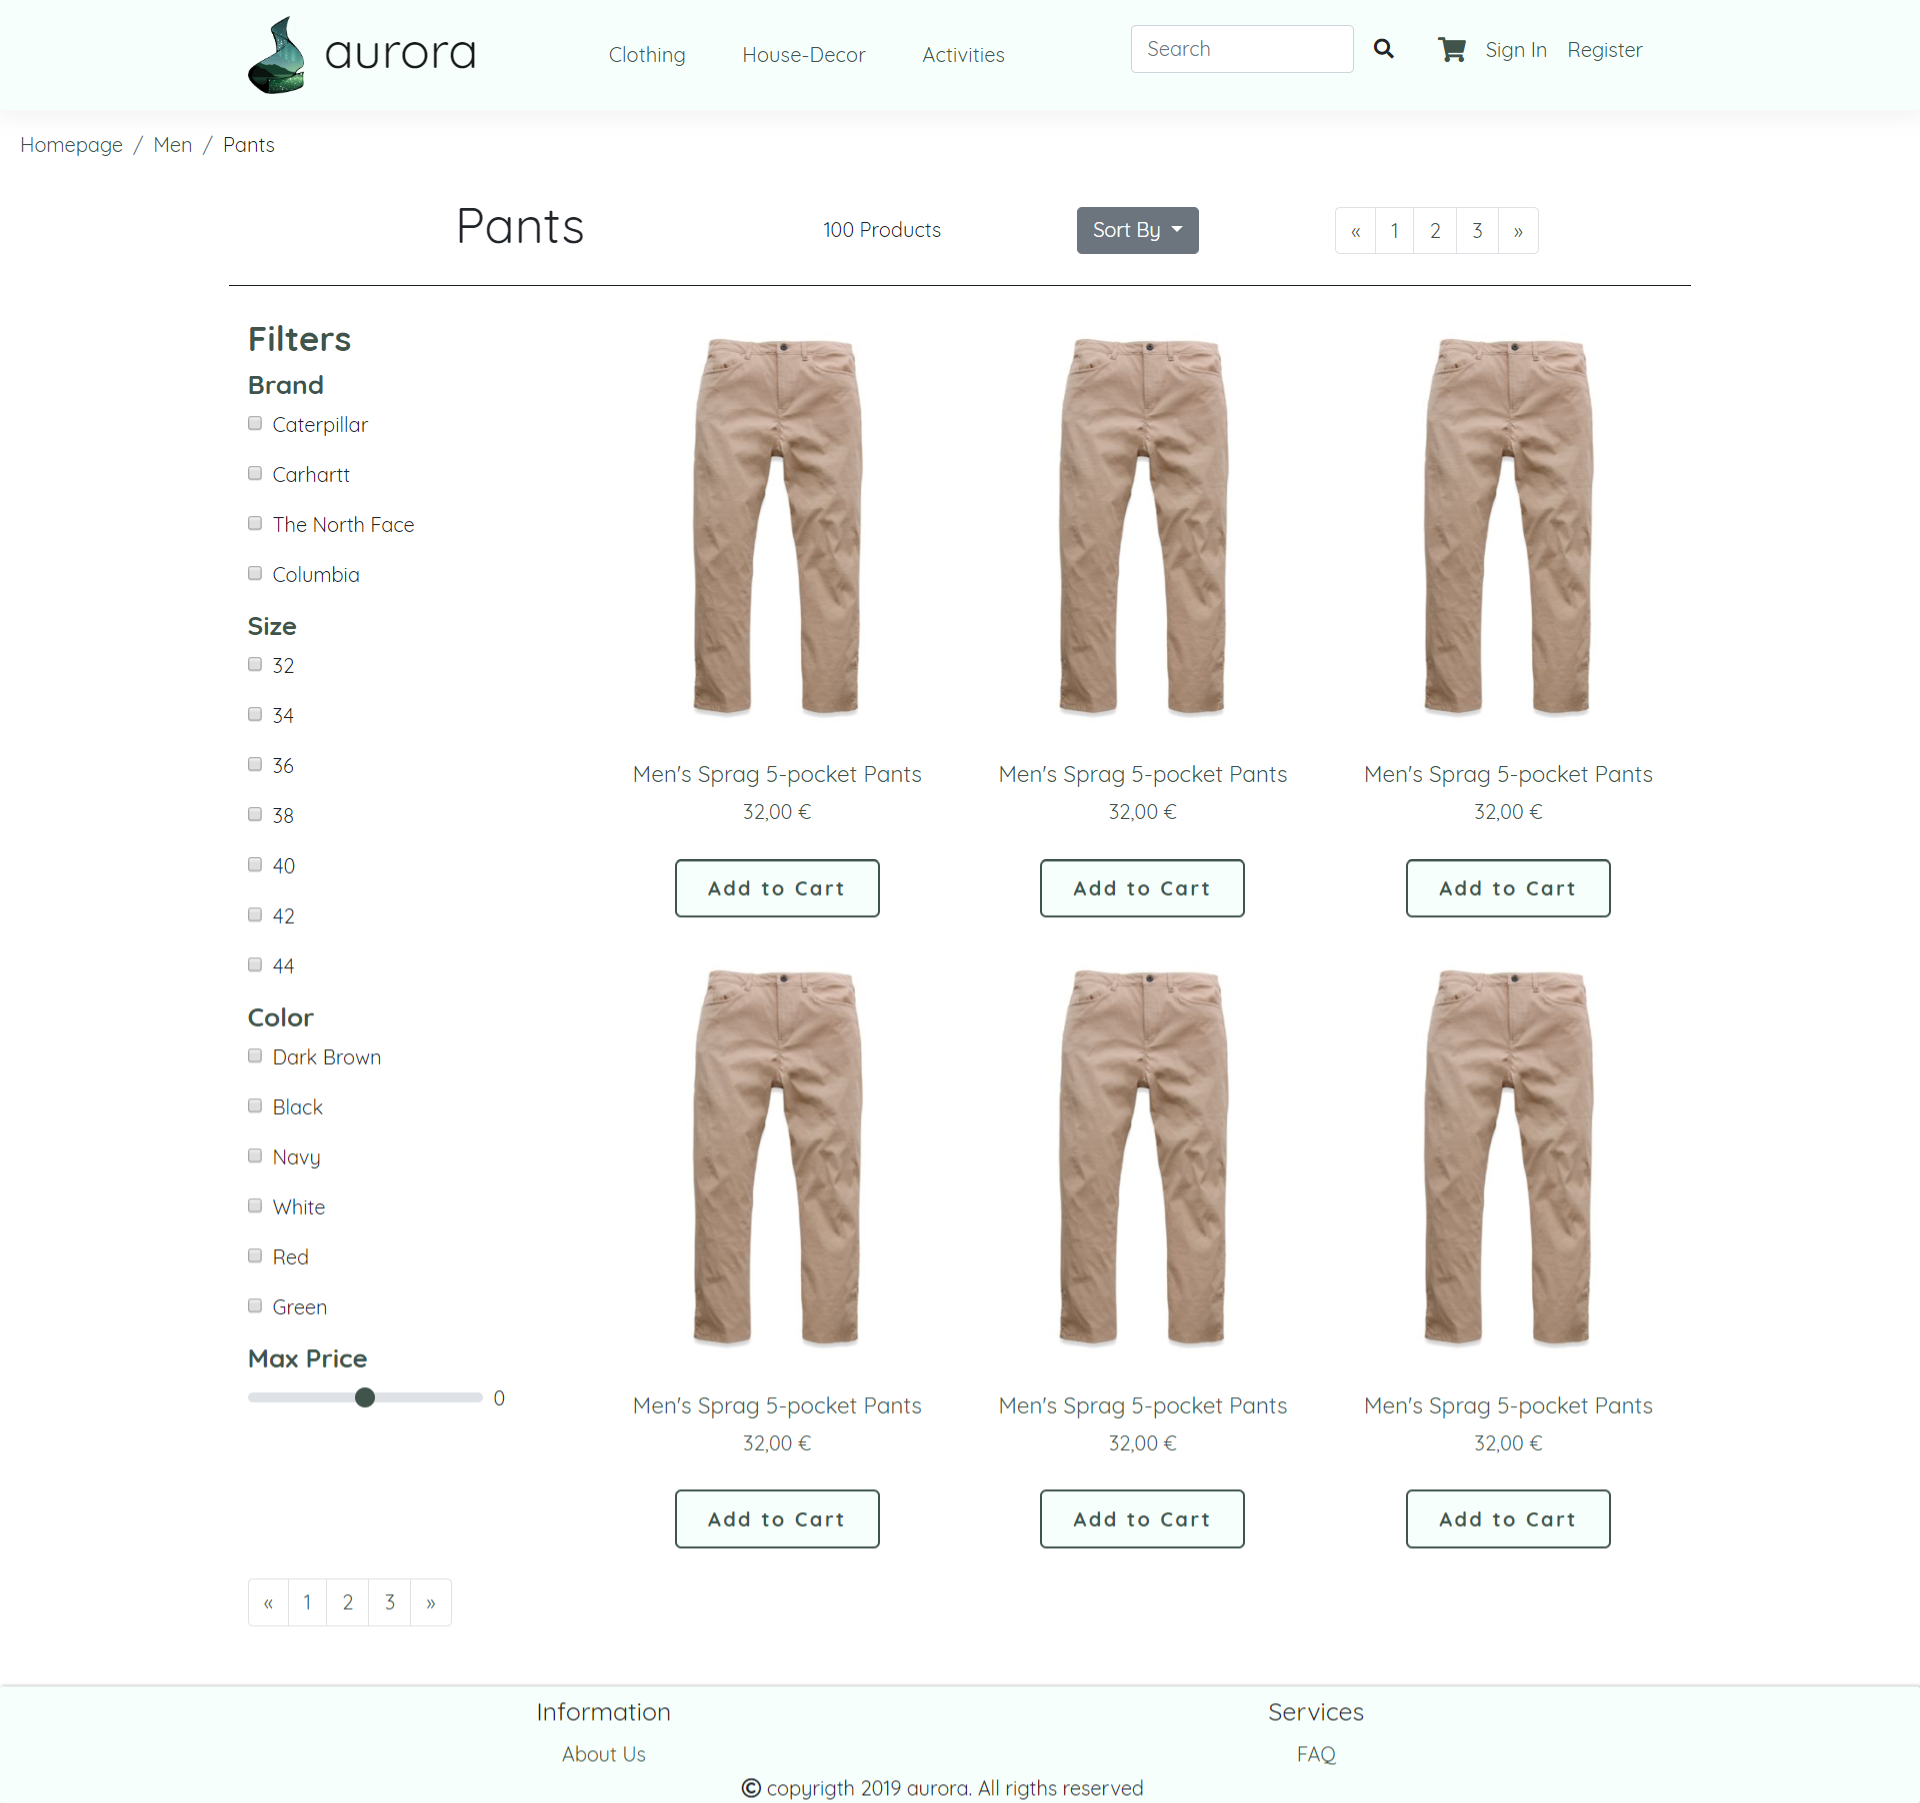 aurora
Clothing House-Decor Activities
Search
Sign In Register
Homepage / Men / Pants
Pants
100 Products
Sort By
« 1 2 3 »
Filters
Brand
Caterpillar
Carhartt
The North Face
Columbia
Size
32
34
36
38
40
42
44
Color
Dark Brown
Black
Navy
White
Red
Green
Max Price
0
Men's Sprag 5-pocket Pants
32,00 €
Add to Cart
Men's Sprag 5-pocket Pants
32,00 €
Add to Cart
Men's Sprag 5-pocket Pants
32,00 €
Add to Cart
Men's Sprag 5-pocket Pants
32,00 €
Add to Cart
Men's Sprag 5-pocket Pants
32,00 €
Add to Cart
Men's Sprag 5-pocket Pants
32,00 €
Add to Cart
« 1 2 3 »
Information
About Us
Services
FAQ
© copyrigth 2019 aurora. All rigths reserved